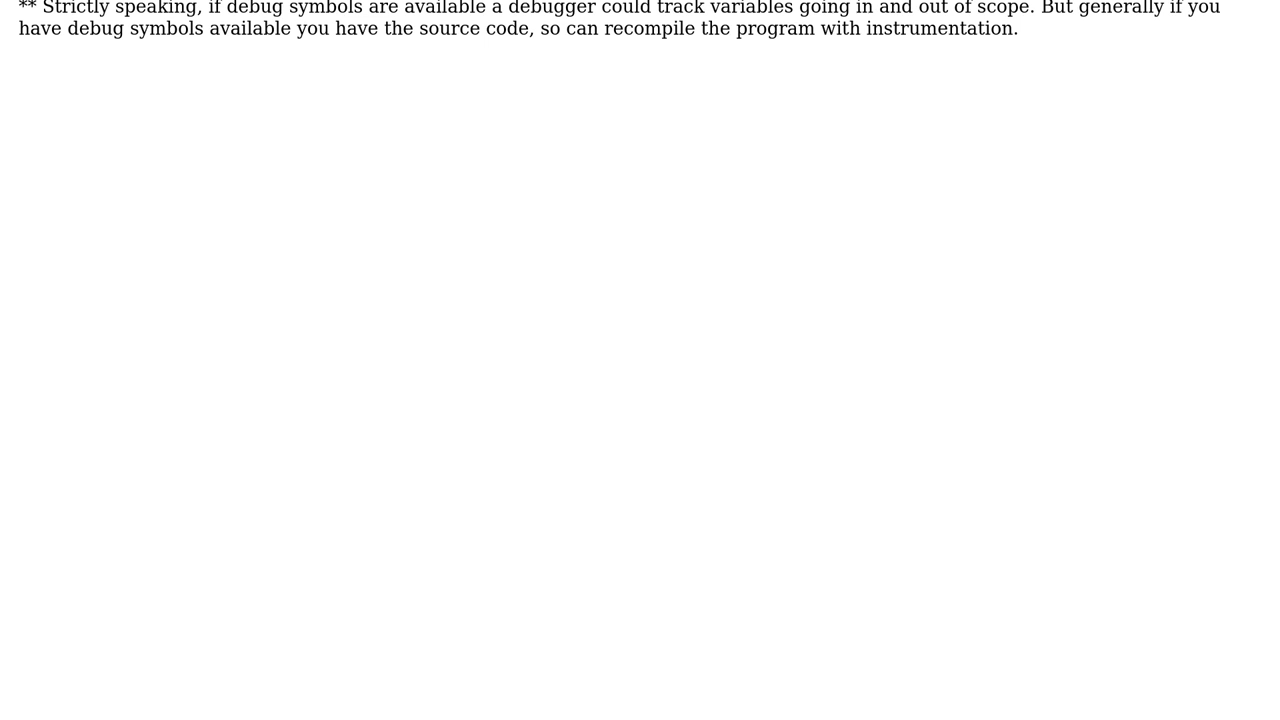 ** Strictly speaking, if debug symbols are available a debugger could track variables going in and out of scope. But generally if you
have debug symbols available you have the source code, so can recompile the program with instrumentation.